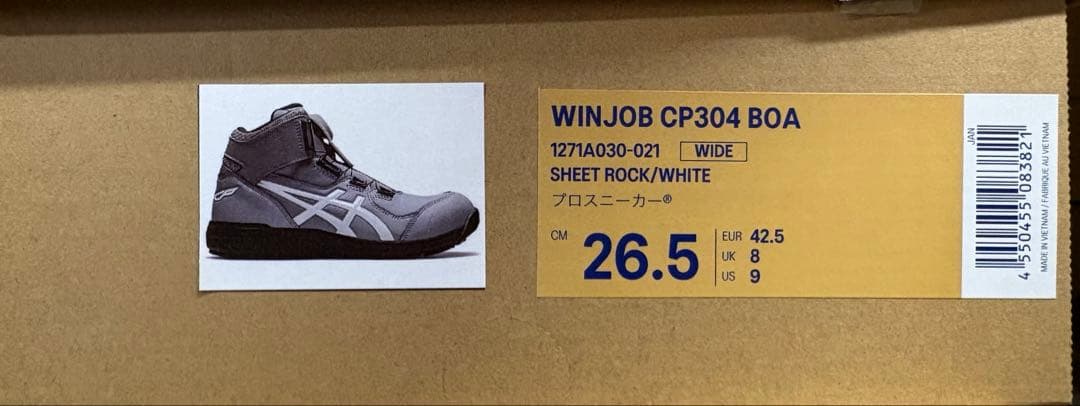 WINJOB CP304 BOA
1271A030-021 WIDE
SHEET ROCK/WHITE
プロスニーカー®
CM 26.5
EUR 42.5
UK 8
US 9
JAN
4 550455 083821
MADE IN VIETNAM / FABRIQUE AU VIETNAM